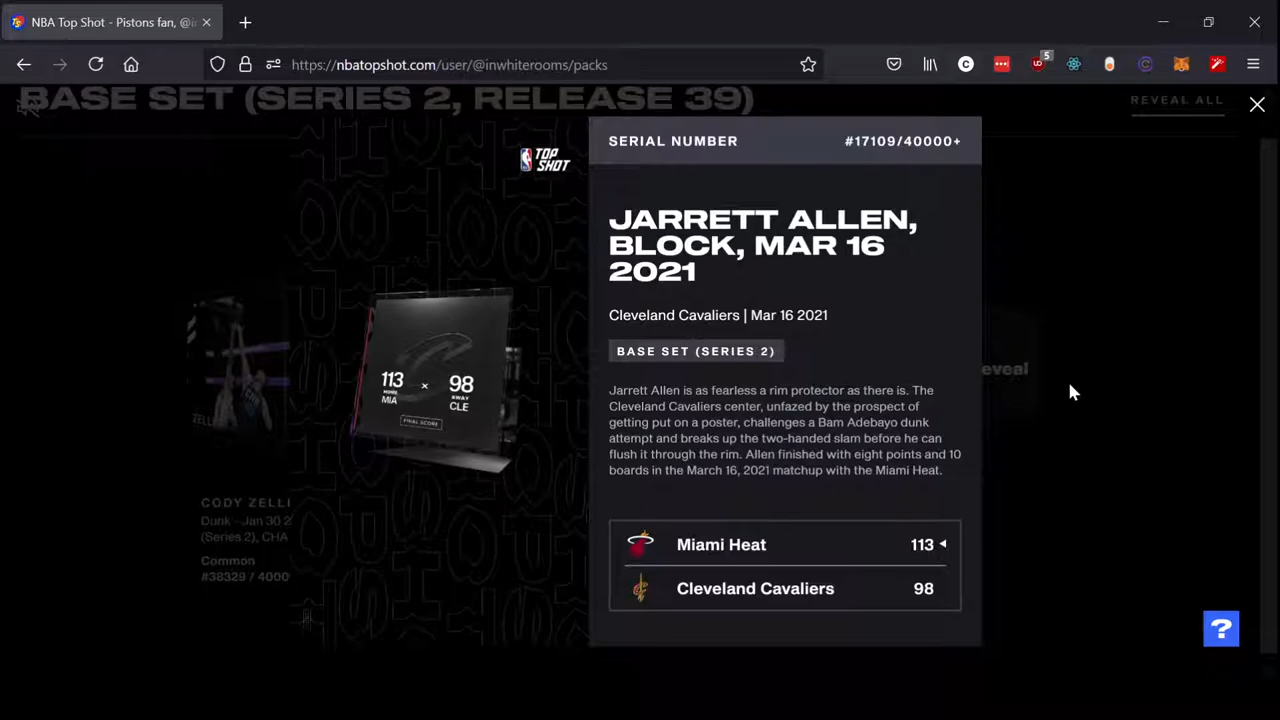 NBA Top Shot - Pistons fan, @i
https://nbatopshot.com/user/@inwhiterooms/packs
5
BASE SET (SERIES 2, RELEASE 39)
REVEAL ALL
TOP
SHOT
SERIAL NUMBER #17109/40000+
JARRETT ALLEN,
BLOCK, MAR 16
2021
Cleveland Cavaliers | Mar 16 2021
BASE SET (SERIES 2)
Jarrett Allen is as fearless a rim protector as there is. The
Cleveland Cavaliers center, unfazed by the prospect of
getting put on a poster, challenges a Bam Adebayo dunk
attempt and breaks up the two-handed slam before he can
flush it through the rim. Allen finished with eight points and 10
boards in the March 16, 2021 matchup with the Miami Heat.
Miami Heat 113
Cleveland Cavaliers 98
113 × 98
HOME AWAY
MIA CLE
FINAL SCORE
CODY ZELLI
Dunk - Jan 30 2
(Series 2), CHA
Common
#38329 / 4000
eveal
?